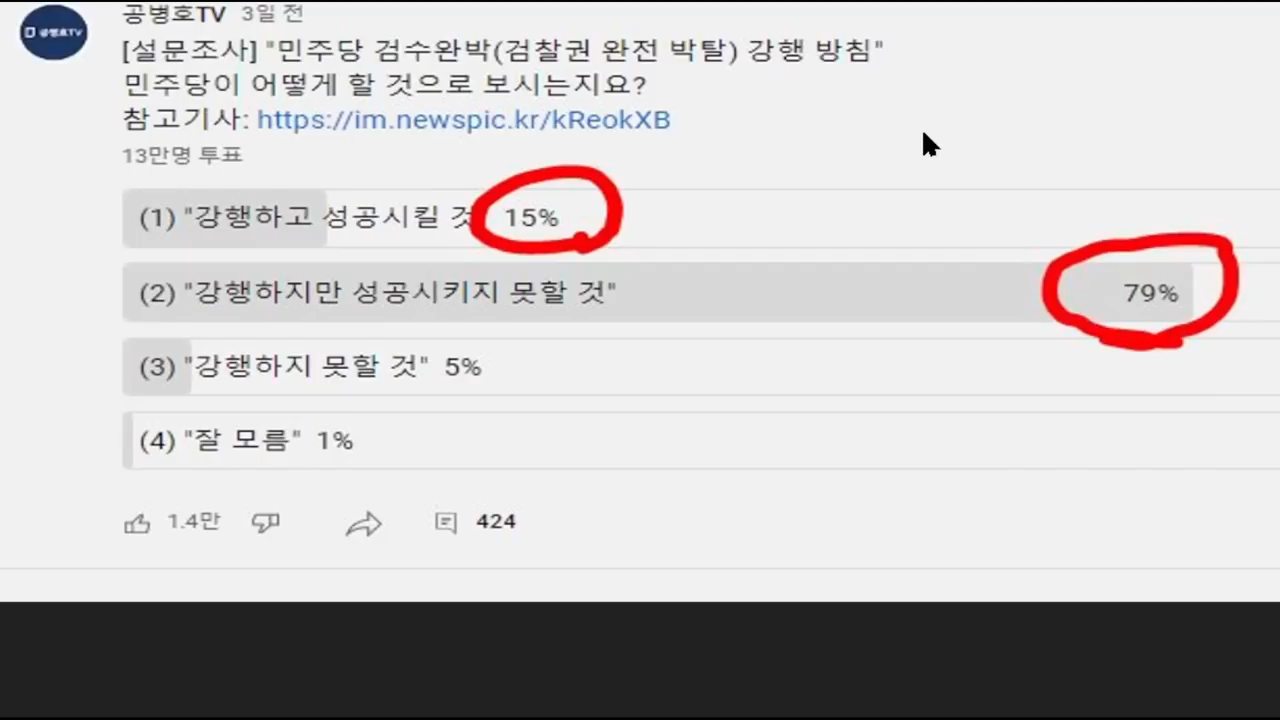 공병호TV 3일 전
공병호TV
[설문조사] "민주당 검수완박(검찰권 완전 박탈) 강행 방침"
민주당이 어떻게 할 것으로 보시는지요?
참고기사: https://im.newspic.kr/kReokXB
13만명 투표
(1) "강행하고 성공시킬 것 15%
(2) "강행하지만 성공시키지 못할 것" 79%
(3) "강행하지 못할 것" 5%
(4) "잘 모름" 1%
1.4만 424